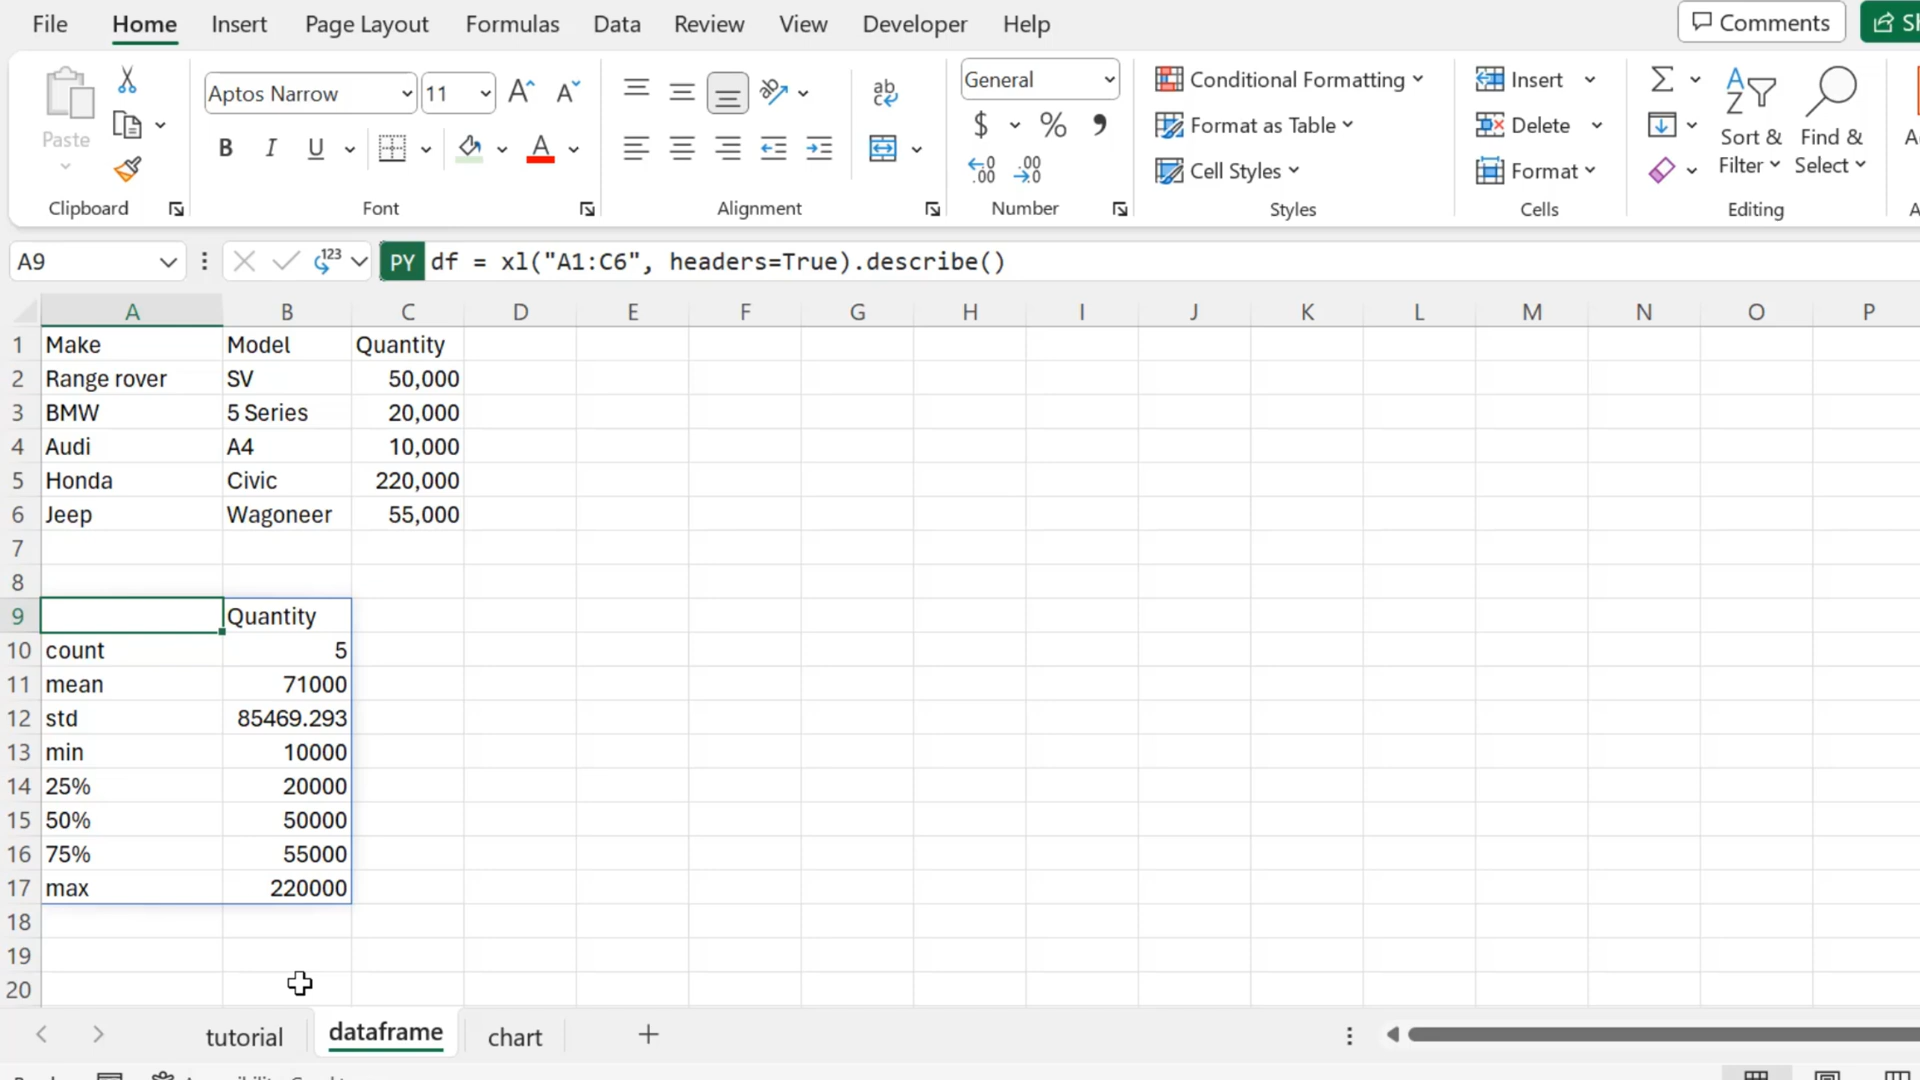 File Home Insert Page Layout Formulas Data Review View Developer Help Comments
Aptos Narrow 11 ab General Conditional Formatting Insert
Paste $ % Format as Table Delete Sort & Find &
B I U A Cell Styles Format Filter Select
Clipboard Font Alignment Number Styles Cells Editing
A9 PY df = xl("A1:C6", headers=True).describe()
A B C D E F G H I J K L M N O P
1 Make Model Quantity
2 Range rover SV 50,000
3 BMW 5 Series 20,000
4 Audi A4 10,000
5 Honda Civic 220,000
6 Jeep Wagoneer 55,000
7
8
9 Quantity
10 count 5
11 mean 71000
12 std 85469.293
13 min 10000
14 25% 20000
15 50% 50000
16 75% 55000
17 max 220000
18
19
20
tutorial dataframe chart